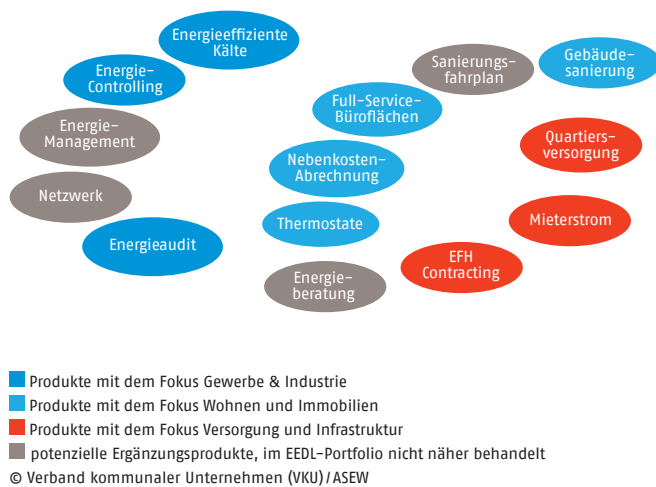 Energieeffiziente
Kälte
Energie-
Controlling
Energie-
Management
Netzwerk
Energieaudit
Sanierungs-
fahrplan
Gebäude-
sanierung
Full-Service-
Büroflächen
Nebenkosten-
Abrechnung
Thermostate
Energie-
beratung
Quartiers-
versorgung
Mieterstrom
EFH
Contracting
Produkte mit dem Fokus Gewerbe & Industrie
Produkte mit dem Fokus Wohnen und Immobilien
Produkte mit dem Fokus Versorgung und Infrastruktur
potenzielle Ergänzungsprodukte, im EEDL-Portfolio nicht näher behandelt
© Verband kommunaler Unternehmen (VKU) / ASEW